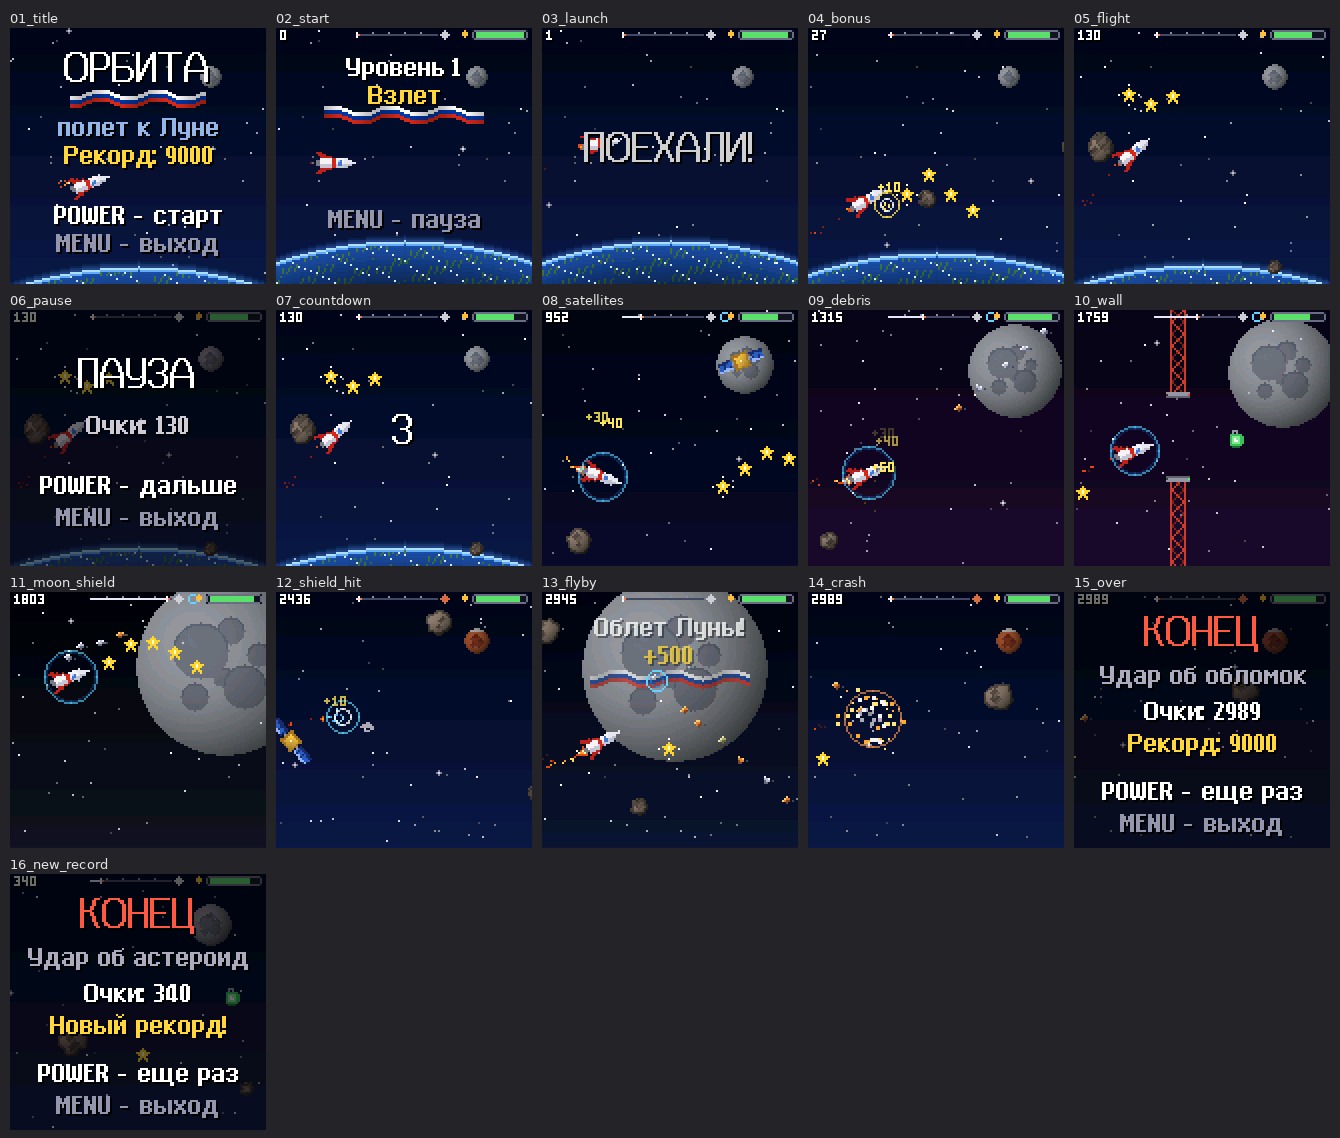 01_title
ОРБИТА
полет к Луне
Рекорд: 9000
POWER - старт
MENU - выход
02_start
0
Уровень 1
Взлет
MENU - пауза
03_launch
1
ПОЕХАЛИ!
04_bonus
27
+10
05_flight
130
06_pause
130
ПАУЗА
Очки: 130
POWER - дальше
MENU - выход
07_countdown
130
3
08_satellites
952
+30
+40
09_debris
1315
+30
+40
+50
10_wall
1759
11_moon_shield
1803
12_shield_hit
2436
+10
13_flyby
2945
Облет Луны!
+500
14_crash
2989
15_over
2989
КОНЕЦ
Удар об обломок
Очки: 2989
Рекорд: 9000
POWER - еще раз
MENU - выход
16_new_record
340
КОНЕЦ
Удар об астероид
Очки: 340
Новый рекорд!
POWER - еще раз
MENU - выход